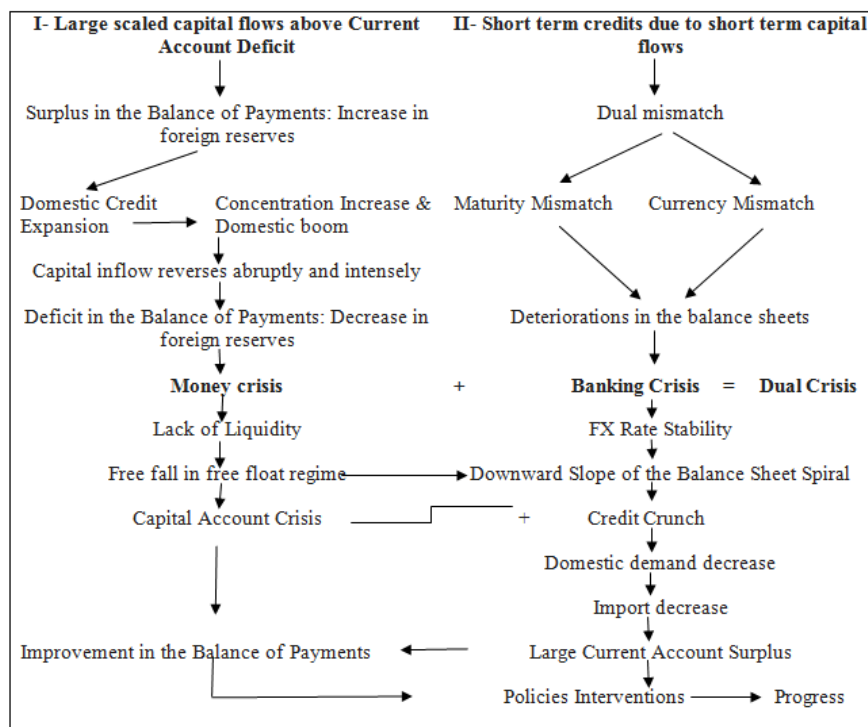 I- Large scaled capital flows above Current
Account Deficit
II- Short term credits due to short term capital
flows
Surplus in the Balance of Payments: Increase in
foreign reserves
Dual mismatch
Domestic Credit
Expansion
Concentration Increase &
Domestic boom
Maturity Mismatch
Currency Mismatch
Capital inflow reverses abruptly and intensely
Deficit in the Balance of Payments: Decrease in
foreign reserves
Deteriorations in the balance sheets
Money crisis + Banking Crisis = Dual Crisis
Lack of Liquidity
FX Rate Stability
Free fall in free float regime
Downward Slope of the Balance Sheet Spiral
Capital Account Crisis + Credit Crunch
Domestic demand decrease
Import decrease
Improvement in the Balance of Payments
Large Current Account Surplus
Policies Interventions
Progress